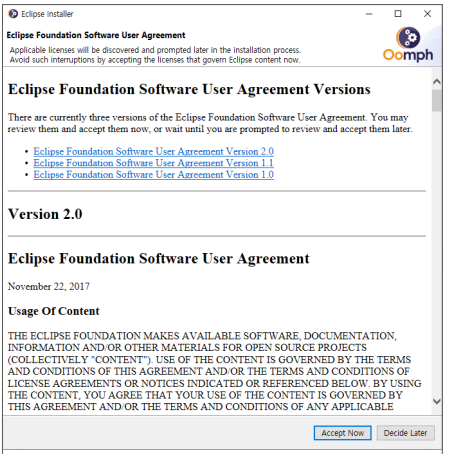 Eclipse Installer
Eclipse Foundation Software User Agreement
Applicable licenses will be discovered and prompted later in the installation process.
Avoid such interruptions by accepting the licenses that govern Eclipse content now.
Oomph
Eclipse Foundation Software User Agreement Versions
There are currently three versions of the Eclipse Foundation Software User Agreement. You may
review them and accept them now, or wait until you are prompted to review and accept them later.
• Eclipse Foundation Software User Agreement Version 2.0
• Eclipse Foundation Software User Agreement Version 1.1
• Eclipse Foundation Software User Agreement Version 1.0
Version 2.0
Eclipse Foundation Software User Agreement
November 22, 2017
Usage Of Content
THE ECLIPSE FOUNDATION MAKES AVAILABLE SOFTWARE, DOCUMENTATION,
INFORMATION AND/OR OTHER MATERIALS FOR OPEN SOURCE PROJECTS
(COLLECTIVELY "CONTENT"). USE OF THE CONTENT IS GOVERNED BY THE TERMS
AND CONDITIONS OF THIS AGREEMENT AND/OR THE TERMS AND CONDITIONS OF
LICENSE AGREEMENTS OR NOTICES INDICATED OR REFERENCED BELOW. BY USING
THE CONTENT, YOU AGREE THAT YOUR USE OF THE CONTENT IS GOVERNED BY
THIS AGREEMENT AND/OR THE TERMS AND CONDITIONS OF ANY APPLICABLE
Accept Now Decide Later